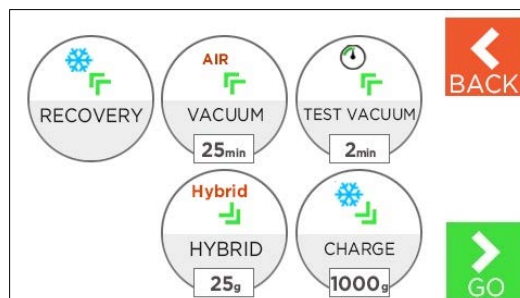 AIR
RECOVERY
VACUUM
TEST VACUUM
25min
2min
BACK
Hybrid
HYBRID
CHARGE
25g
1000g
GO